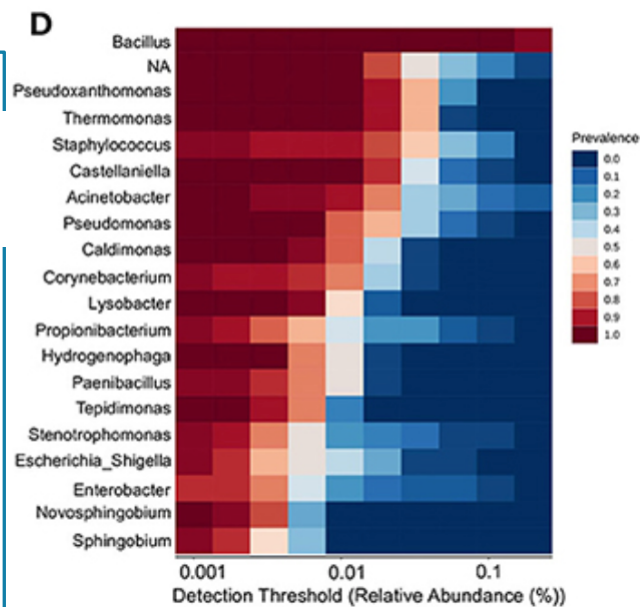 D
Bacillus
NA
Pseudoxanthomonas
Thermomonas
Staphylococcus
Castellaniella
Acinetobacter
Pseudomonas
Caldimonas
Corynebacterium
Lysobacter
Propionibacterium
Hydrogenophaga
Paenibacillus
Tepidimonas
Stenotrophomonas
Escherichia_Shigella
Enterobacter
Novosphingobium
Sphingobium
0.001 0.01 0.1
Detection Threshold (Relative Abundance (%))
Prevalence
0.0
0.1
0.2
0.3
0.4
0.5
0.6
0.7
0.8
0.9
1.0